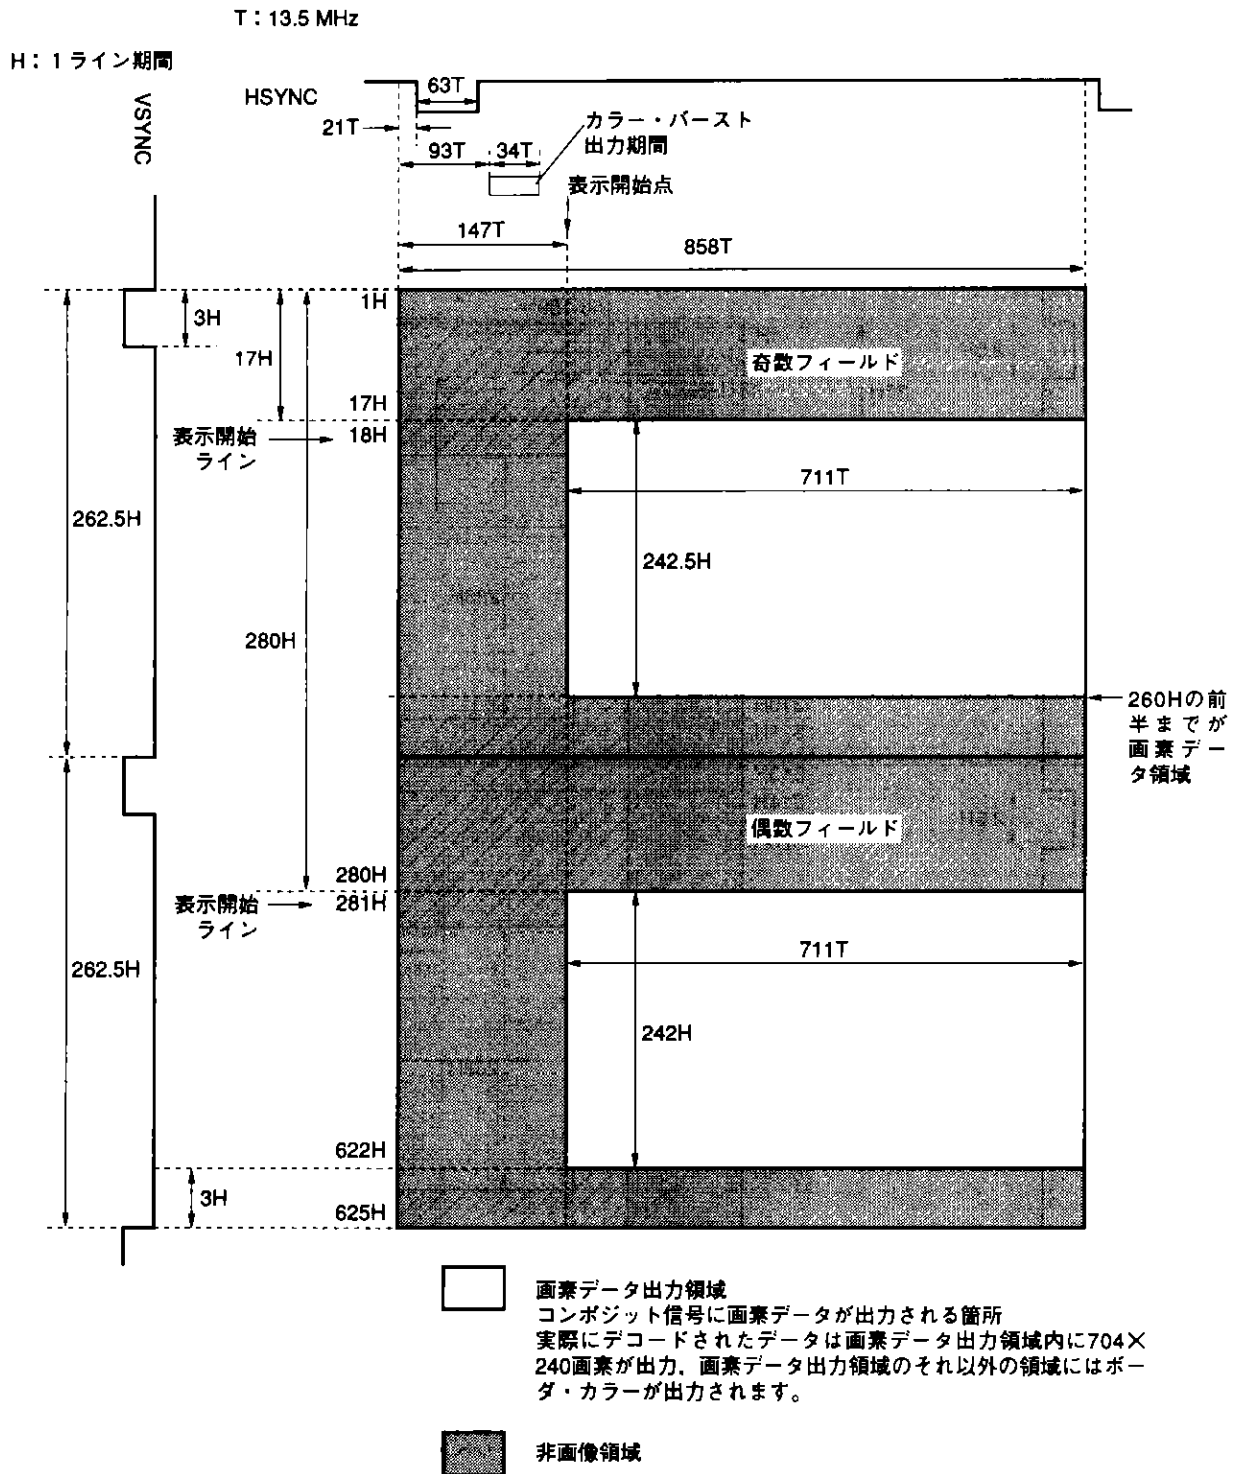 T：13.5 MHz
H：1 ライン期間
VSYNC
HSYNC
63T
21T
カラー・バースト
出力期間
93T
34T
表示開始点
147T
858T
1H
3H
17H
奇数フィールド
17H
表示開始
ライン
18H
711T
262.5H
242.5H
280H
260Hの前
半までが
画素デー
タ領域
偶数フィールド
280H
表示開始
ライン
281H
711T
262.5H
242H
622H
3H
625H
画素データ出力領域
コンポジット信号に画素データが出力される箇所
実際にデコードされたデータは画素データ出力領域内に704×
240画素が出力，画素データ出力領域のそれ以外の領域にはボー
ダ・カラーが出力されます。
非画像領域